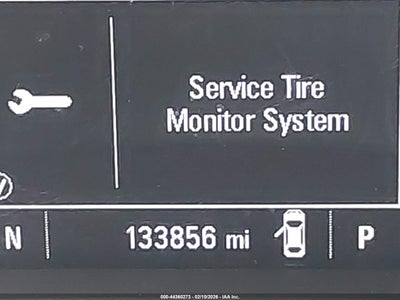 Service Tire
Monitor System
N 133856 mi P
000-44360273 - 02/10/2026 - IAA Inc.